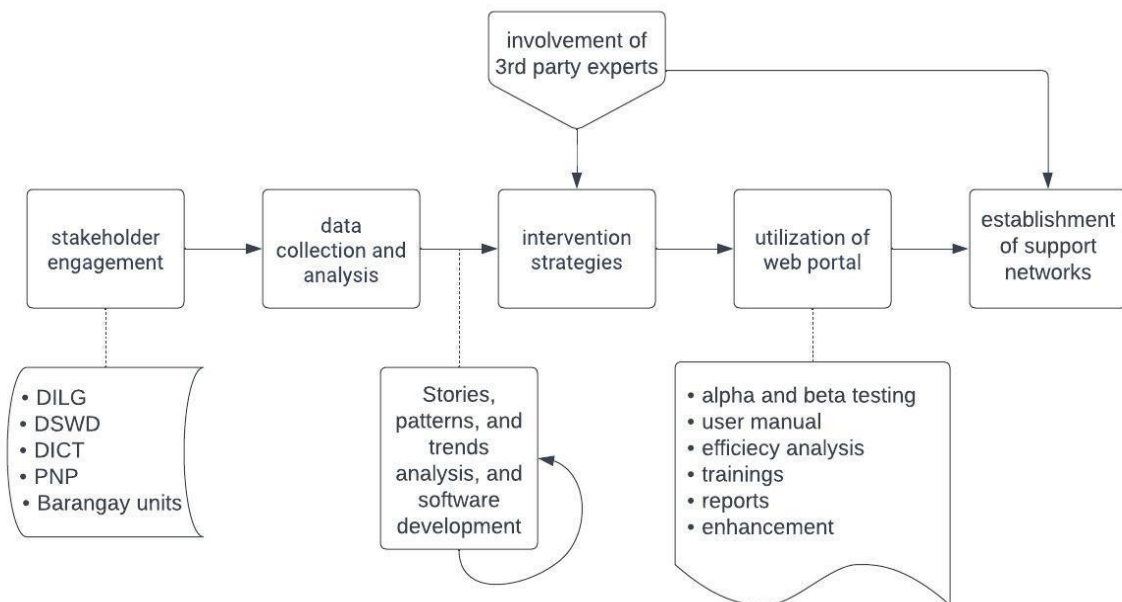 involvement of
3rd party experts
stakeholder
engagement
data
collection and
analysis
intervention
strategies
utilization of
web portal
establishment
of support
networks
• DILG
• DSWD
• DICT
• PNP
• Barangay units
Stories,
patterns, and
trends
analysis, and
software
development
• alpha and beta testing
• user manual
• efficiecy analysis
• trainings
• reports
• enhancement